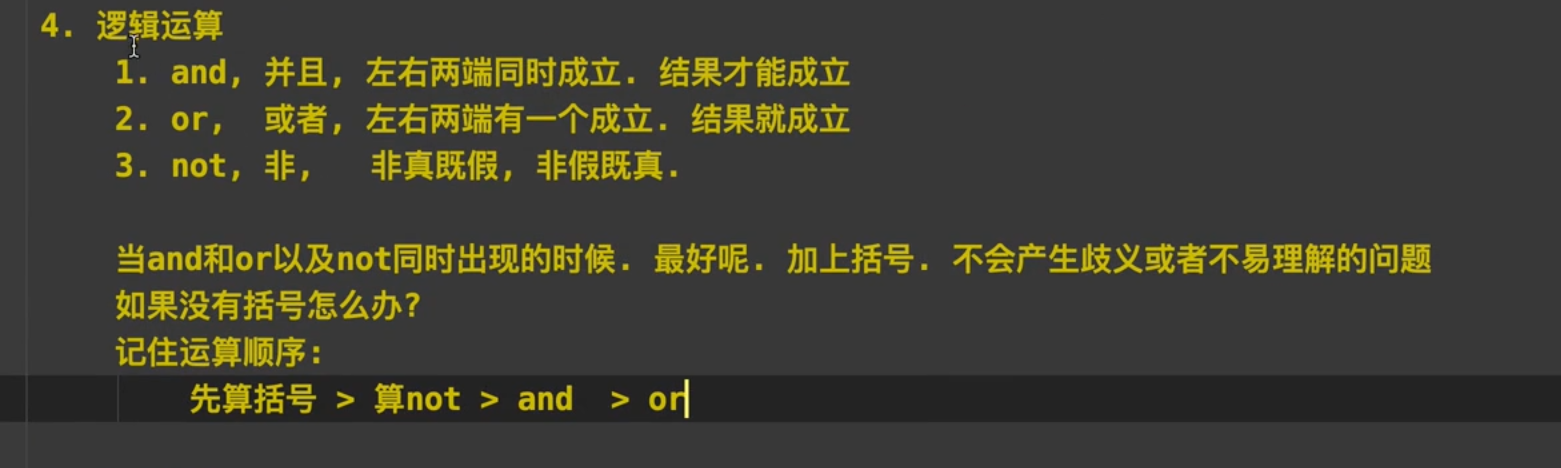 4. 逻辑运算
1. and, 并且, 左右两端同时成立. 结果才能成立
2. or,  或者, 左右两端有一个成立. 结果就成立
3. not, 非,   非真既假, 非假既真.
当and和or以及not同时出现的时候. 最好呢. 加上括号. 不会产生歧义或者不易理解的问题
如果没有括号怎么办?
记住运算顺序:
先算括号 > 算not > and  > or